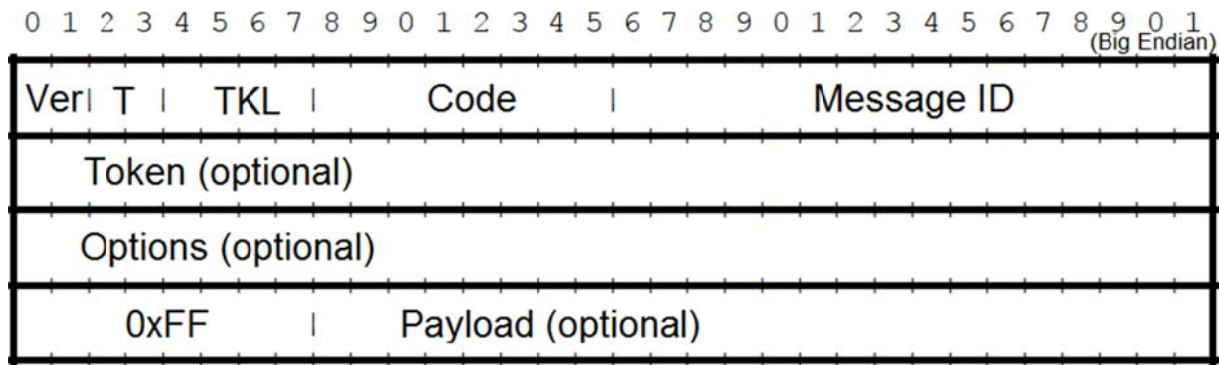 0 1 2 3 4 5 6 7 8 9 0 1 2 3 4 5 6 7 8 9 0 1 2 3 4 5 6 7 8 9 0 1
(Big Endian)
Ver T TKL Code Message ID
Token (optional)
Options (optional)
0xFF Payload (optional)